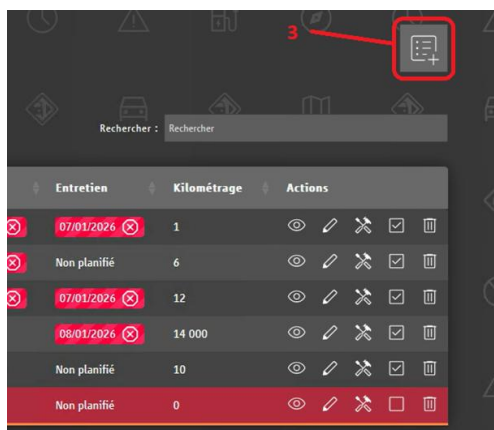 3
Rechercher : Rechercher
Entretien Kilométrage Actions
07/01/2026 1
Non planifié 6
07/01/2026 12
08/01/2026 14 000
Non planifié 10
Non planifié 0